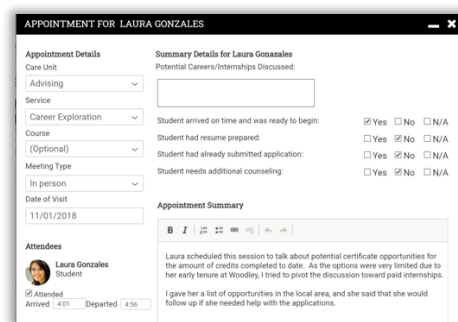 APPOINTMENT FOR LAURA GONZALES
Appointment Details
Care Unit
Advising
Service
Career Exploration
Course
(Optional)
Meeting Type
In person
Date of Visit
11/01/2018
Attendees
Laura Gonzales
Student
Attended
Arrived 4:01 Departed 4:56
Summary Details for Laura Gonazales
Potential Careers/Internships Discussed:
Student arrived on time and was ready to begin: Yes No N/A
Student had resume prepared: Yes No N/A
Student had already submitted application: Yes No N/A
Student needs additional counseling: Yes No N/A
Appointment Summary
B I
Laura scheduled this session to talk about potential certificate opportunities for
the amount of credits completed to date. As the options were very limited due to
her early tenure at Woodley, I tried to pivot the discussion toward paid internships.
I gave her a list of opportunities in the local area, and she said that she would
follow up if she needed help with the applications.